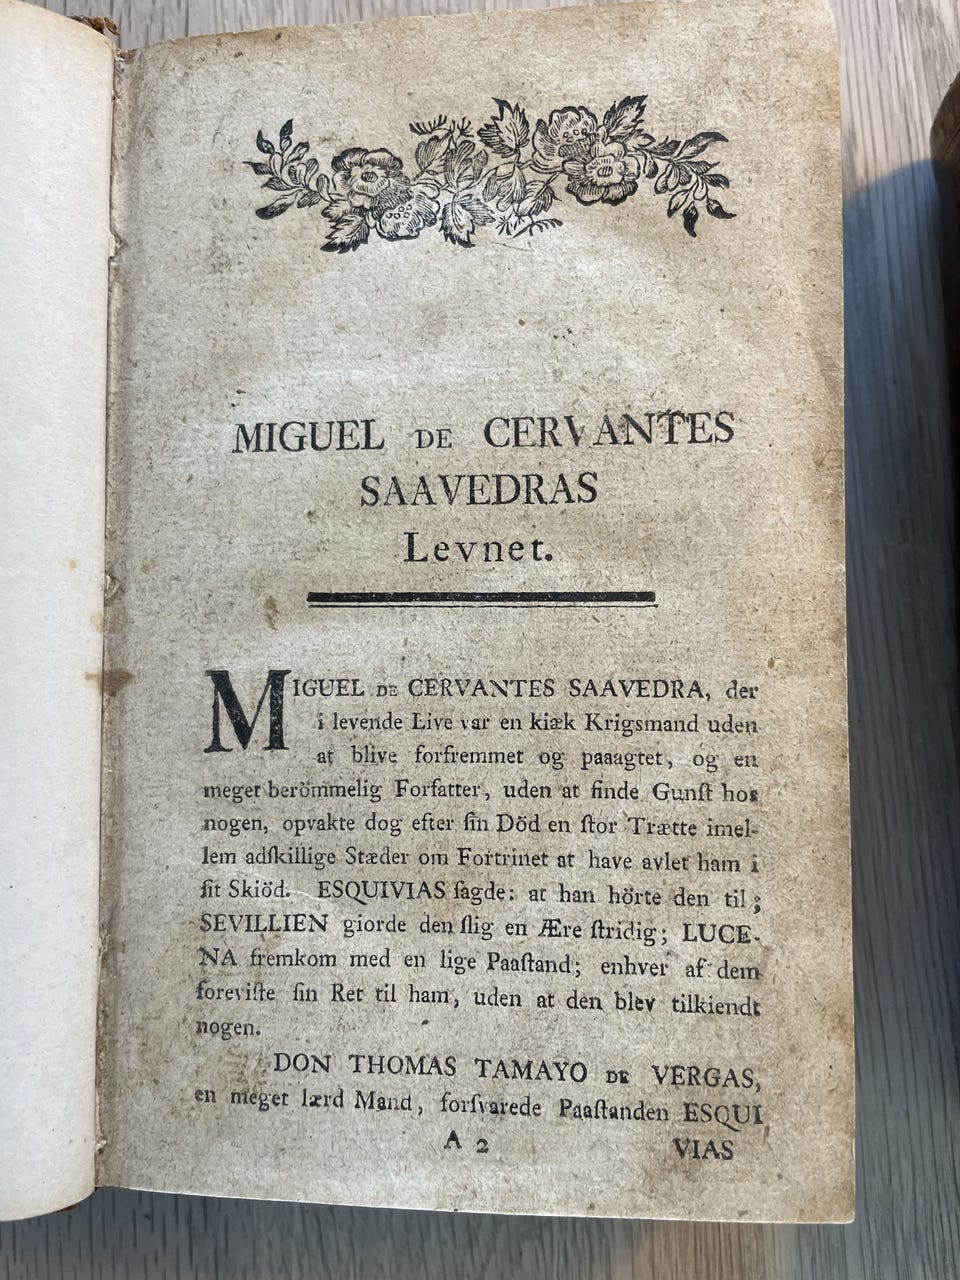 MIGUEL DE CERVANTES
SAAVEDRAS
Levnet.
MIGUEL DE CERVANTES SAAVEDRA, der
i levende Live var en kiæk Krigsmand uden
at blive forfremmet og paaagtet, og en
meget berömmelig Forfatter, uden at finde Gunſt hos
nogen, opvakte dog efter ſin Död en ſtor Trætte imel-
lem adſkillige Stæder om Fortrinet at have avlet ham i
ſit Skiöd. ESQUIVIAS ſagde: at han hörte den til;
SEVILLIEN giorde den ſlig en Ære ſtridig; LUCE-
NA fremkom med en lige Paaſtand; enhver af dem
foreviſte ſin Ret til ham, uden at den blev tilkiendt
nogen.
DON THOMAS TAMAYO DE VERGAS,
en meget lærd Mand, forſvarede Paaſtanden ESQUI
A 2 VIAS